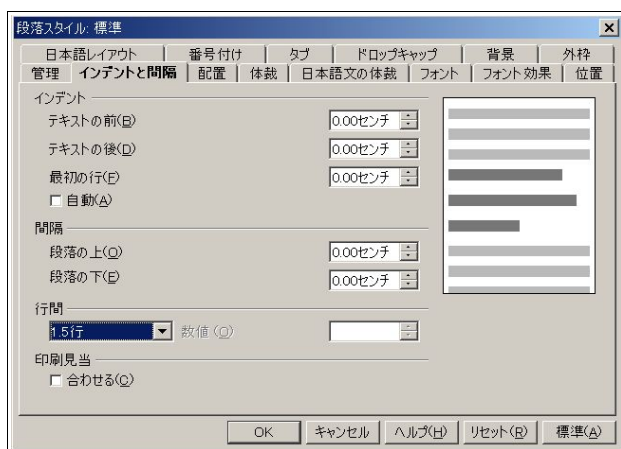 段落スタイル: 標準
日本語レイアウト 番号付け タブ ドロップキャップ 背景 外枠
管理 インデントと間隔 配置 体裁 日本語文の体裁 フォント フォント効果 位置
インデント
テキストの前(B) 0.00センチ
テキストの後(D) 0.00センチ
最初の行(F) 0.00センチ
自動(A)
間隔
段落の上(O) 0.00センチ
段落の下(E) 0.00センチ
行間
1.5行 数値(O)
印刷見当
合わせる(C)
OK キャンセル ヘルプ(H) リセット(R) 標準(A)